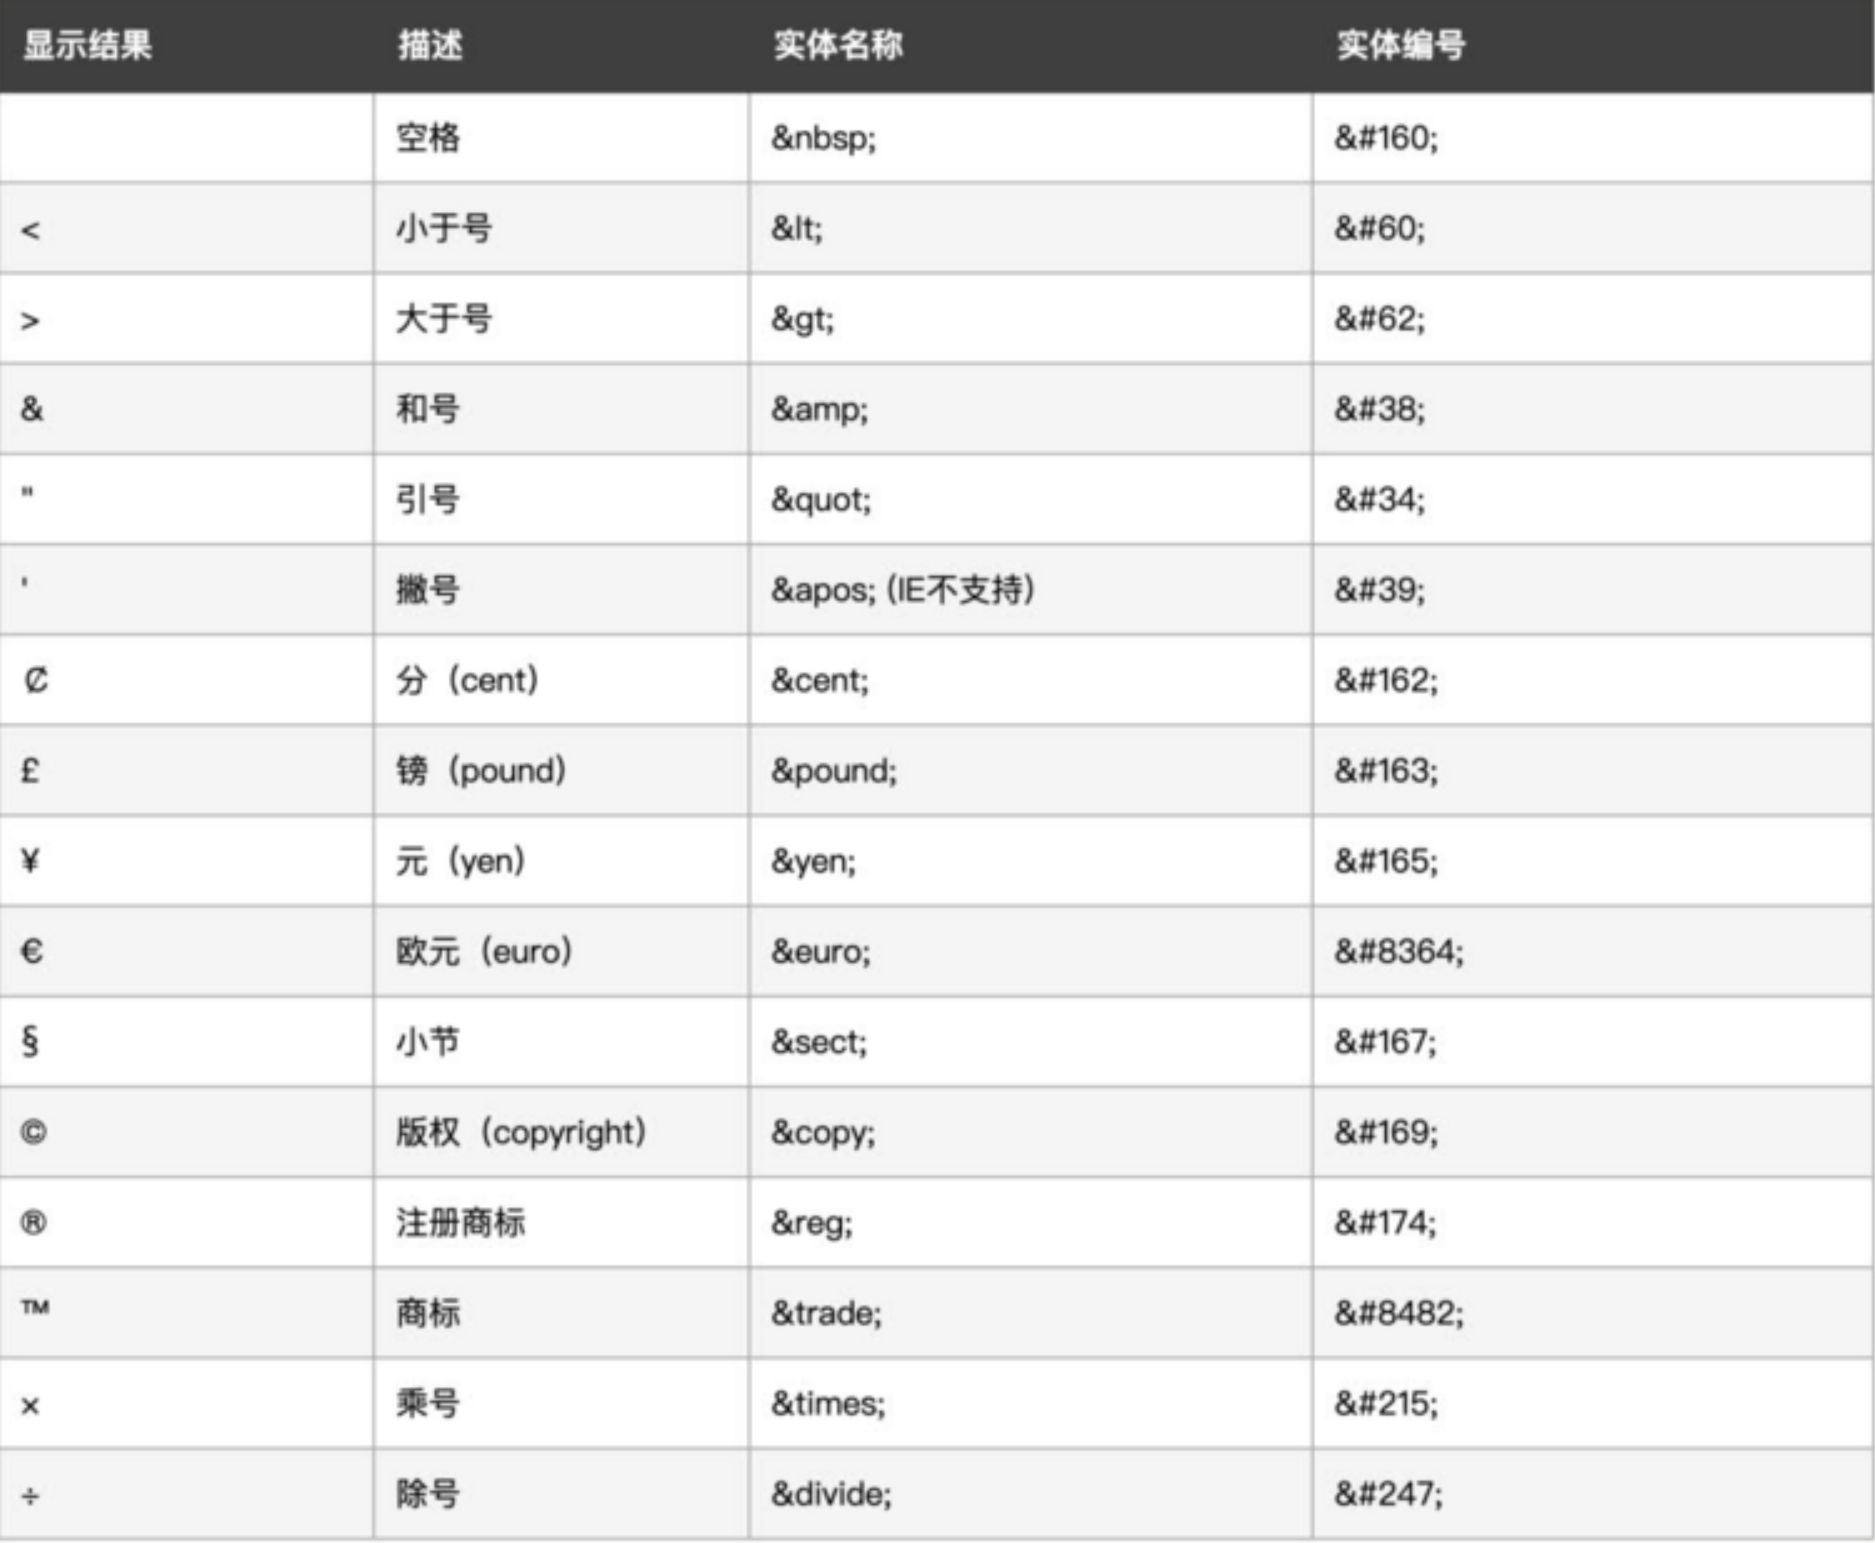 显示结果 描述 实体名称 实体编号
空格 &nbsp; &#160;
< 小于号 &lt; &#60;
> 大于号 &gt; &#62;
& 和号 &amp; &#38;
" 引号 &quot; &#34;
' 撇号 &apos; (IE不支持) &#39;
₡ 分（cent） &cent; &#162;
£ 镑（pound） &pound; &#163;
¥ 元（yen） &yen; &#165;
€ 欧元（euro） &euro; &#8364;
§ 小节 &sect; &#167;
© 版权（copyright） &copy; &#169;
® 注册商标 &reg; &#174;
™ 商标 &trade; &#8482;
× 乘号 &times; &#215;
÷ 除号 &divide; &#247;